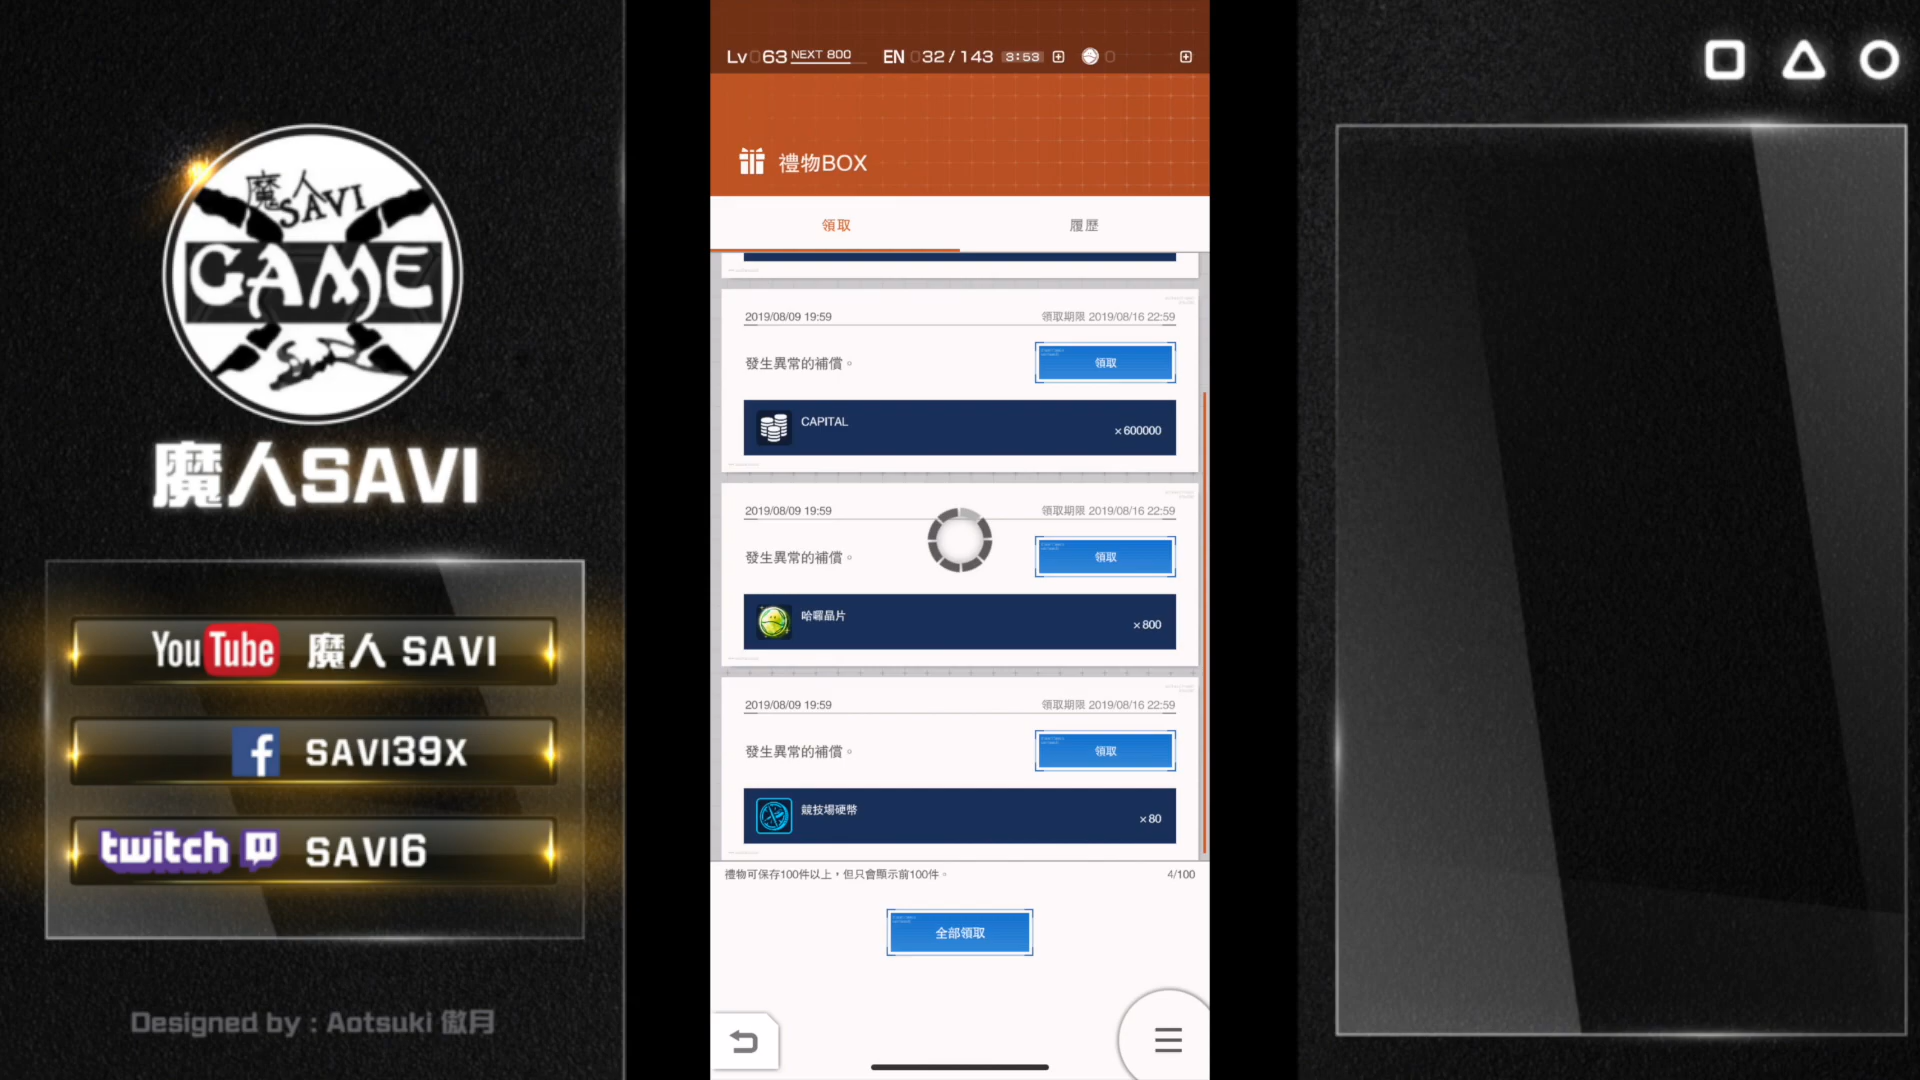 魔人
SAVI
GAME
魔人SAVI
YouTube 魔人 SAVI
f SAVI39X
twitch SAVI6
Designed by : Aotsuki 傲月
Lv 063 NEXT 800 EN 032 / 143 3:53 0
禮物BOX
領取 履歷
2019/08/09 19:59 領取期限 2019/08/16 22:59
發生異常的補償。 領取
CAPITAL ×600000
2019/08/09 19:59 領取期限 2019/08/16 22:59
發生異常的補償。 領取
哈囉晶片 ×800
2019/08/09 19:59 領取期限 2019/08/16 22:59
發生異常的補償。 領取
競技場硬幣 ×80
禮物可保存100件以上，但只會顯示前100件。 4/100
全部領取